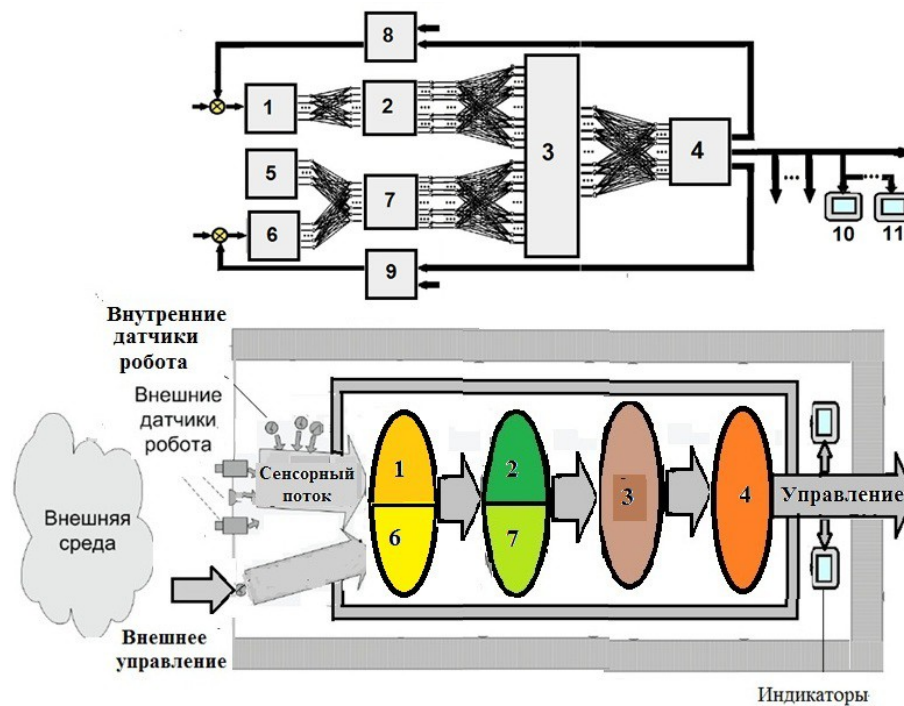 8
1
2
3
4
5
7
6
9
10
11
Внутренние
датчики
робота
Внешние
датчики
робота
Сенсорный
поток
Внешняя
среда
1
6
2
7
3
4
Управление
Внешнее
управление
Индикаторы